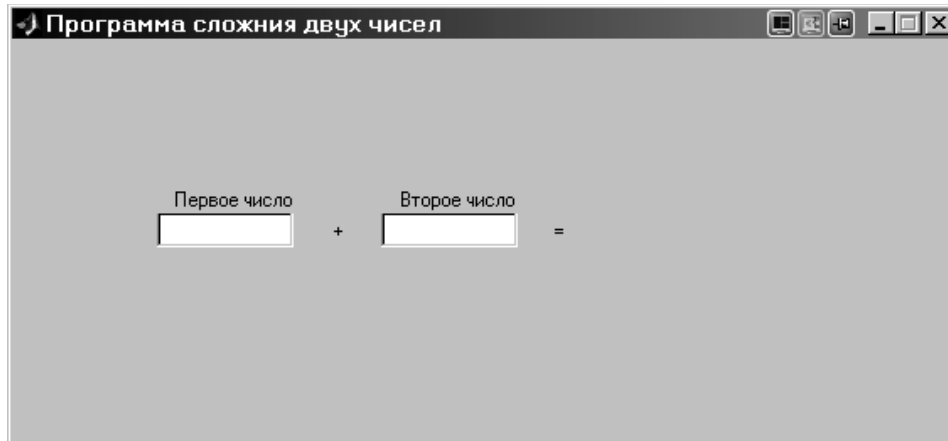 Программа сложния двух чисел
Первое число Второе число
+ =